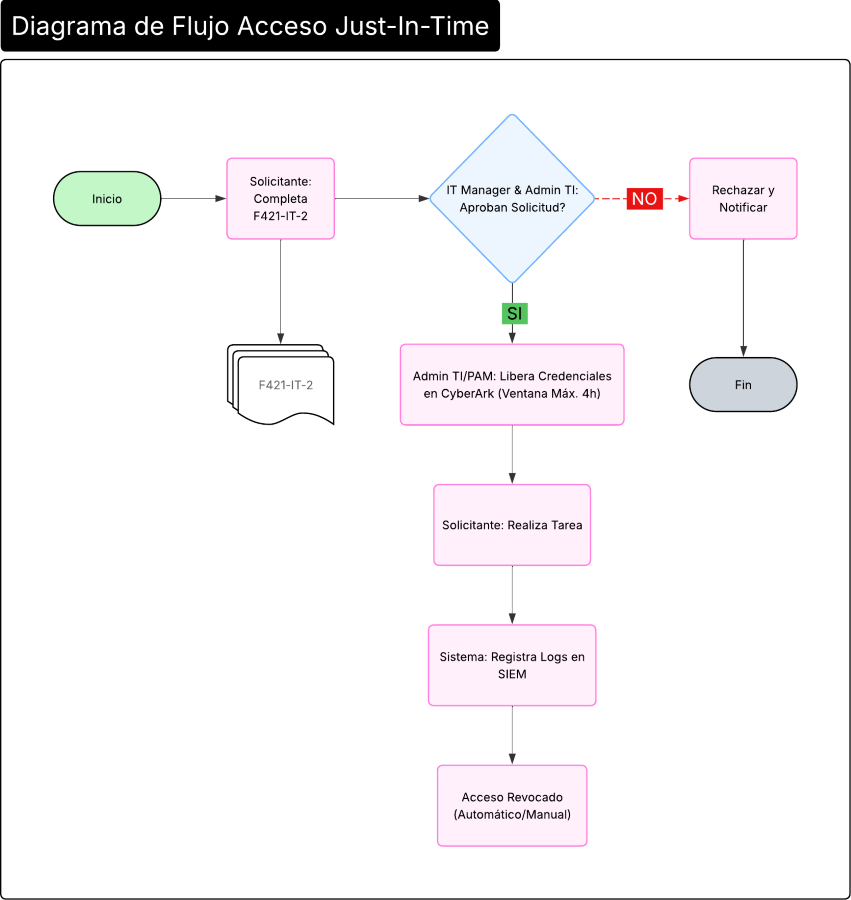 Diagrama de Flujo Acceso Just-In-Time
Inicio
Solicitante:
Completa
F421-IT-2
IT Manager & Admin TI:
Aproban Solicitud?
NO
Rechazar y
Notificar
SI
F421-IT-2
Admin TI/PAM: Libera Credenciales
en CyberArk (Ventana Máx. 4h)
Fin
Solicitante: Realiza Tarea
Sistema: Registra Logs en
SIEM
Acceso Revocado
(Automático/Manual)